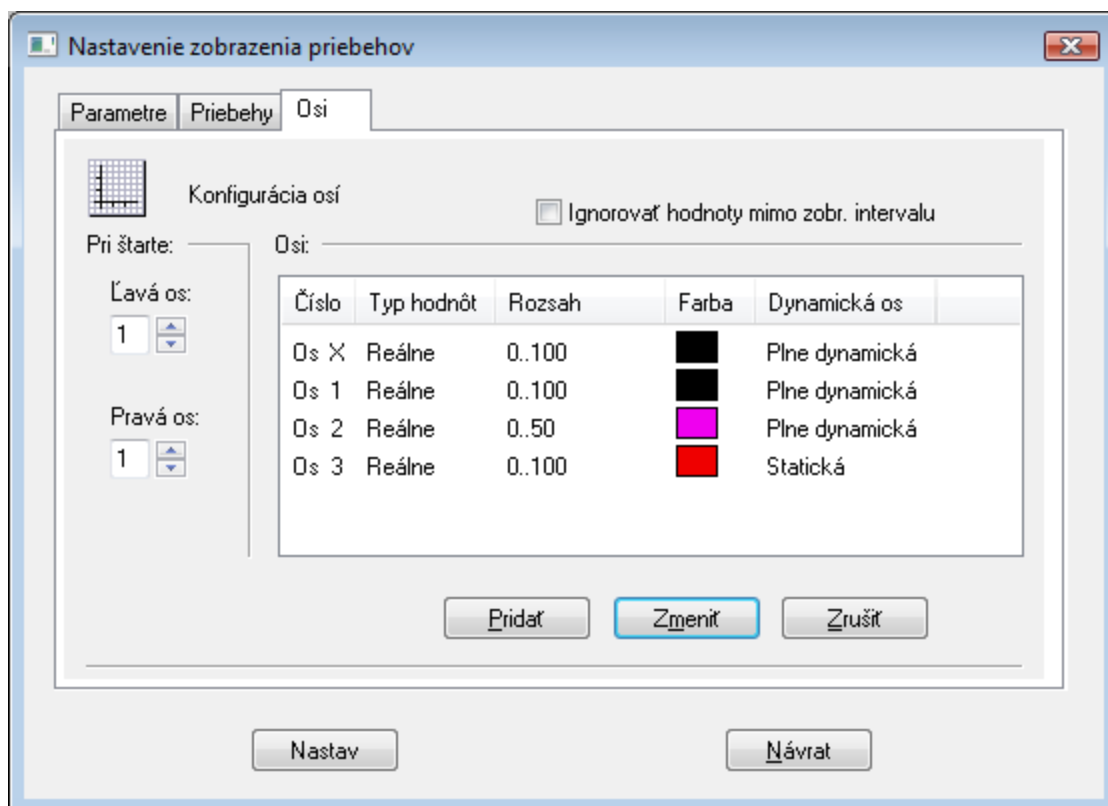 Nastavenie zobrazenia priebehov
Parametre Priebehy Osi
Konfigurácia osí
Ignorovať hodnoty mimo zobr. intervalu
Pri štarte: Osi:
Ľavá os:
1
Pravá os:
1
Číslo Typ hodnôt Rozsah Farba Dynamická os
Os X Reálne 0..100 Plne dynamická
Os 1 Reálne 0..100 Plne dynamická
Os 2 Reálne 0..50 Plne dynamická
Os 3 Reálne 0..100 Statická
Pridať Zmeniť Zrušiť
Nastav Návrat